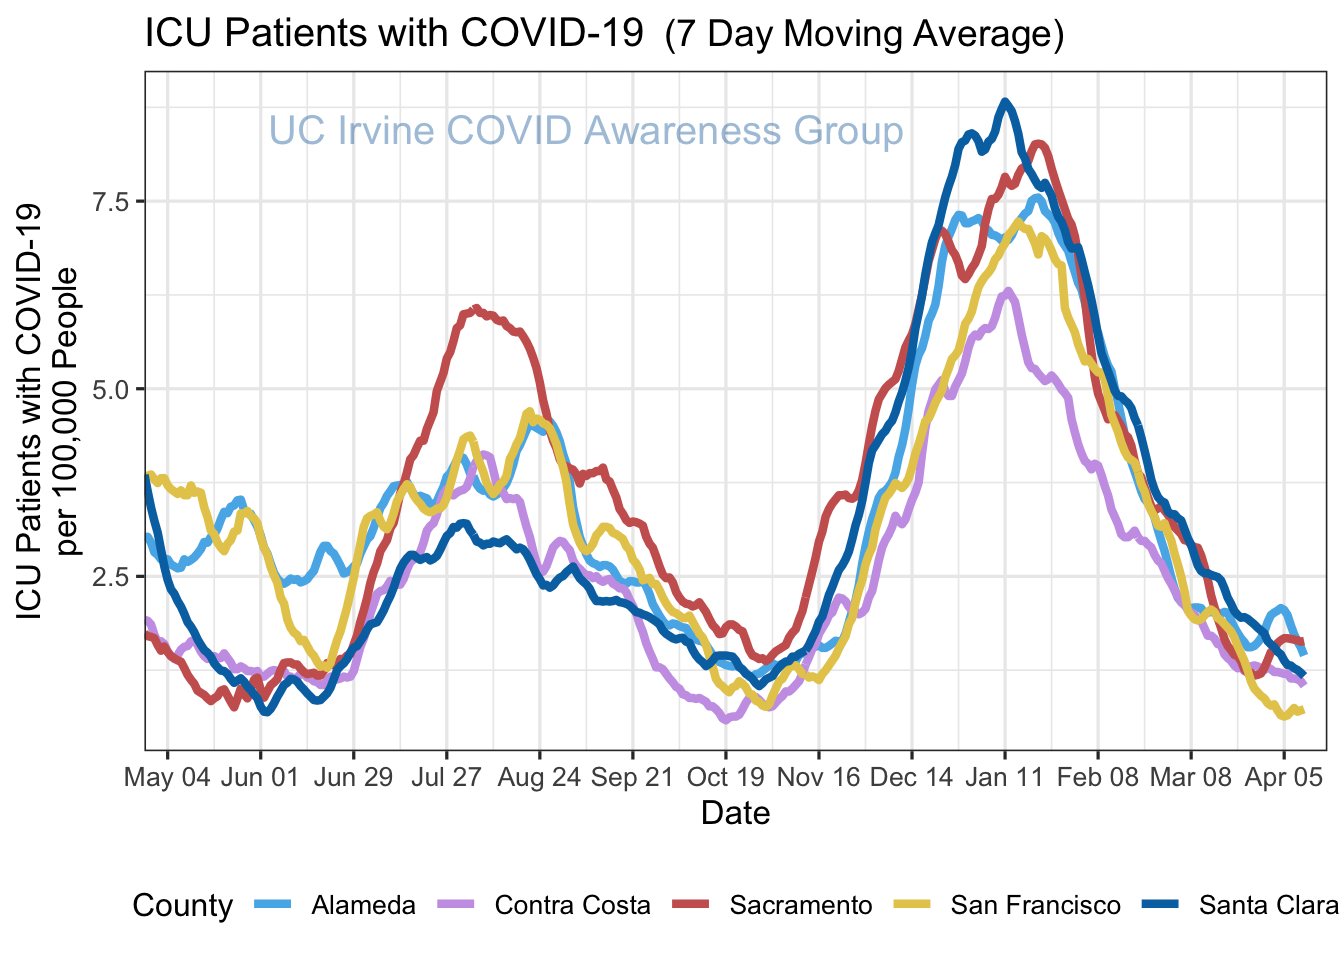 ICU Patients with COVID-19 (7 Day Moving Average)
UC Irvine COVID Awareness Group
ICU Patients with COVID-19
per 100,000 People
7.5
5.0
2.5
May 04 Jun 01 Jun 29 Jul 27 Aug 24 Sep 21 Oct 19 Nov 16 Dec 14 Jan 11 Feb 08 Mar 08 Apr 05
Date
County Alameda Contra Costa Sacramento San Francisco Santa Clara